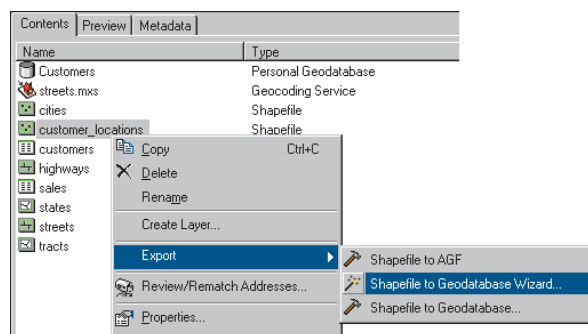 Contents Preview Metadata
Name Type
Customers Personal Geodatabase
streets.mxs Geocoding Service
cities Shapefile
customer_locations Shapefile
customers
highways
sales
states
streets
tracts
Copy Ctrl+C
Delete
Rename
Create Layer...
Export
Review/Rematch Addresses...
Properties...
Shapefile to AGF
Shapefile to Geodatabase Wizard...
Shapefile to Geodatabase...